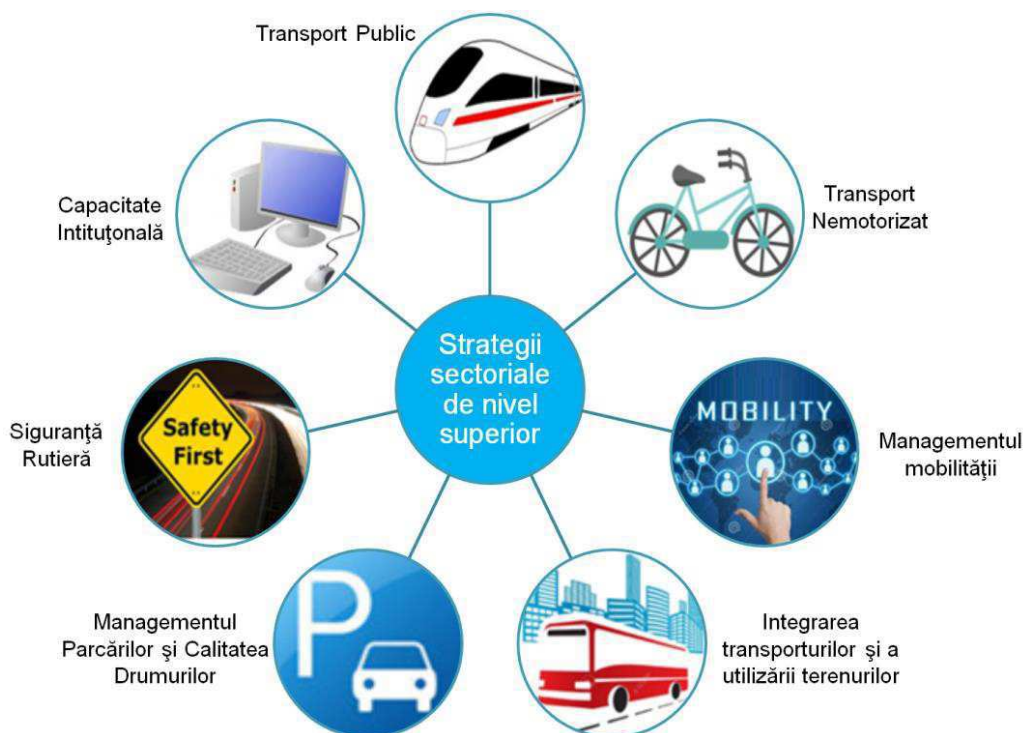 Transport Public
Capacitate
Intituţonală
Transport
Nemotorizat
Strategii
sectoriale
de nivel
superior
Siguranţă
Rutieră
Safety
First
MOBILITY
Managementul
mobilităţii
Managementul
Parcărilor şi Calitatea
Drumurilor
P
Integrarea
transporturilor şi a
utilizării terenurilor